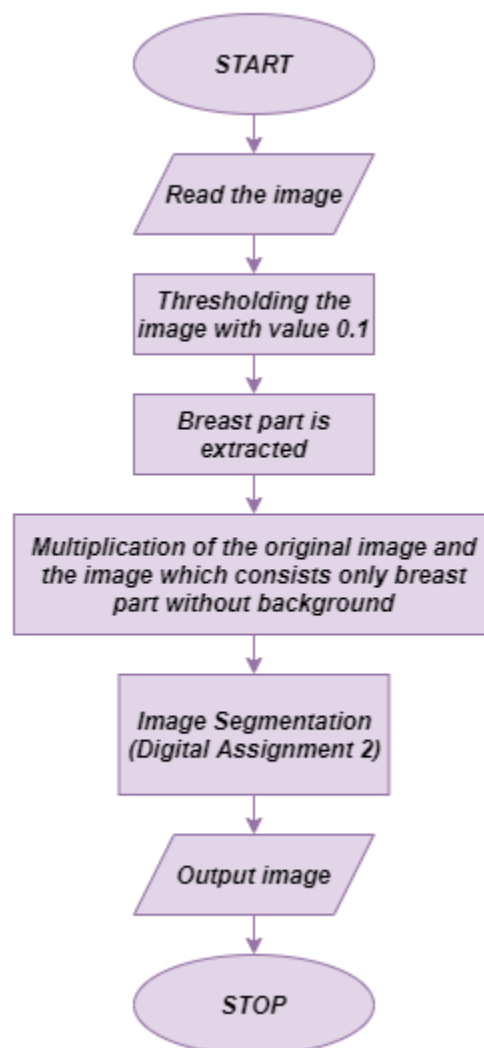 START
Read the image
Thresholding the
image with value 0.1
Breast part is
extracted
Multiplication of the original image and
the image which consists only breast
part without background
Image Segmentation
(Digital Assignment 2)
Output image
STOP